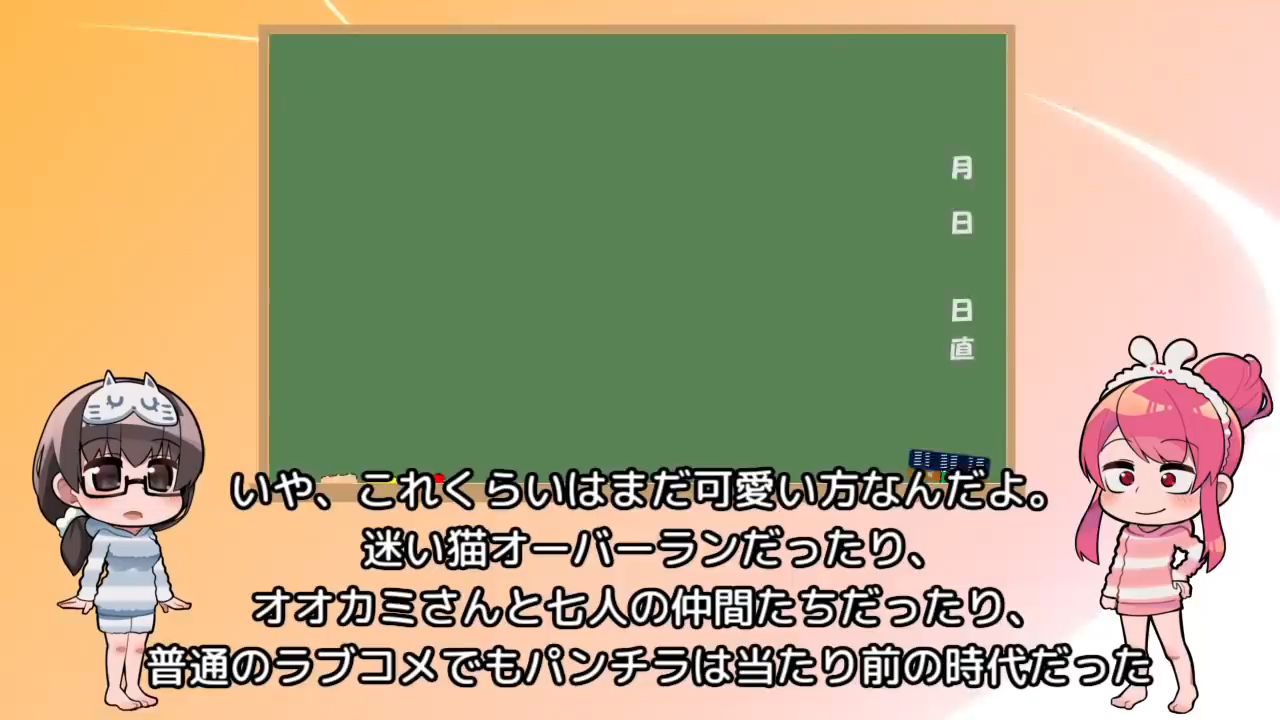 月
日
日
直
いや、これくらいはまだ可愛い方なんだよ。
迷い猫オーバーランだったり、
オオカミさんと七人の仲間たちだったり、
普通のラブコメでもパンチラは当たり前の時代だった